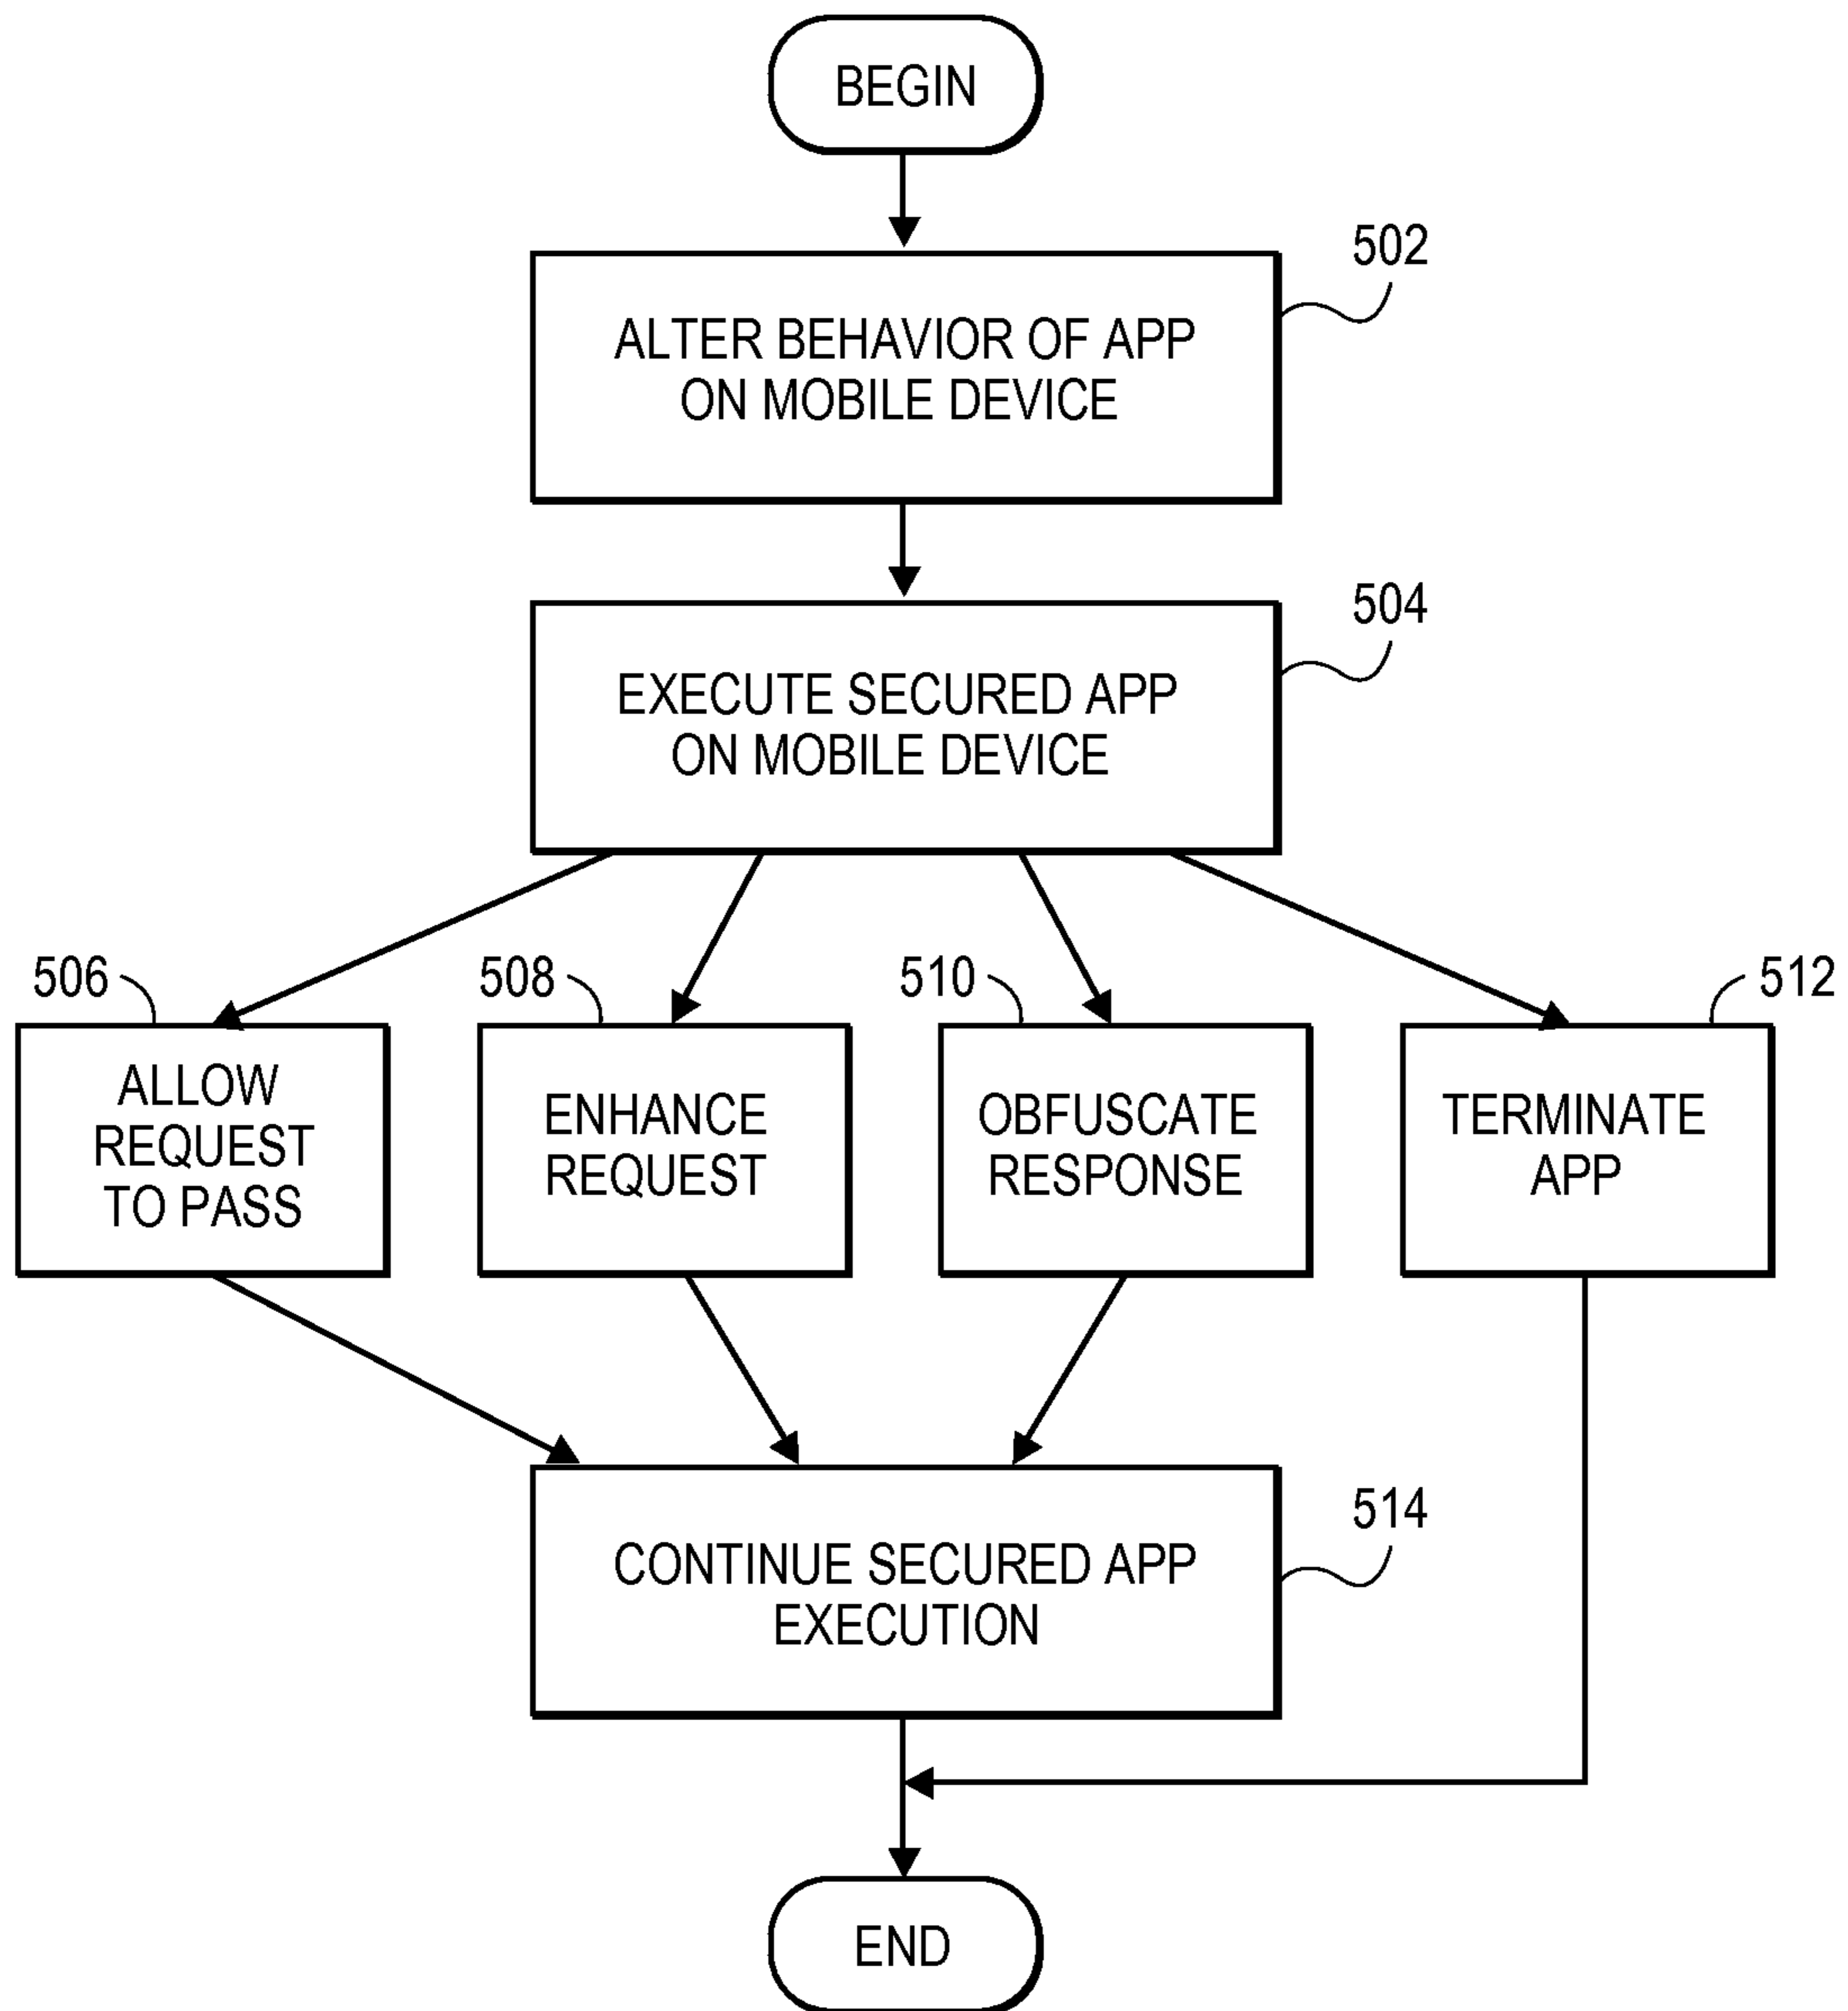 BEGIN
502
ALTER BEHAVIOR OF APP
ON MOBILE DEVICE
504
EXECUTE SECURED APP
ON MOBILE DEVICE
506
ALLOW
REQUEST
TO PASS
508
ENHANCE
REQUEST
510
OBFUSCATE
RESPONSE
512
TERMINATE
APP
514
CONTINUE SECURED APP
EXECUTION
END